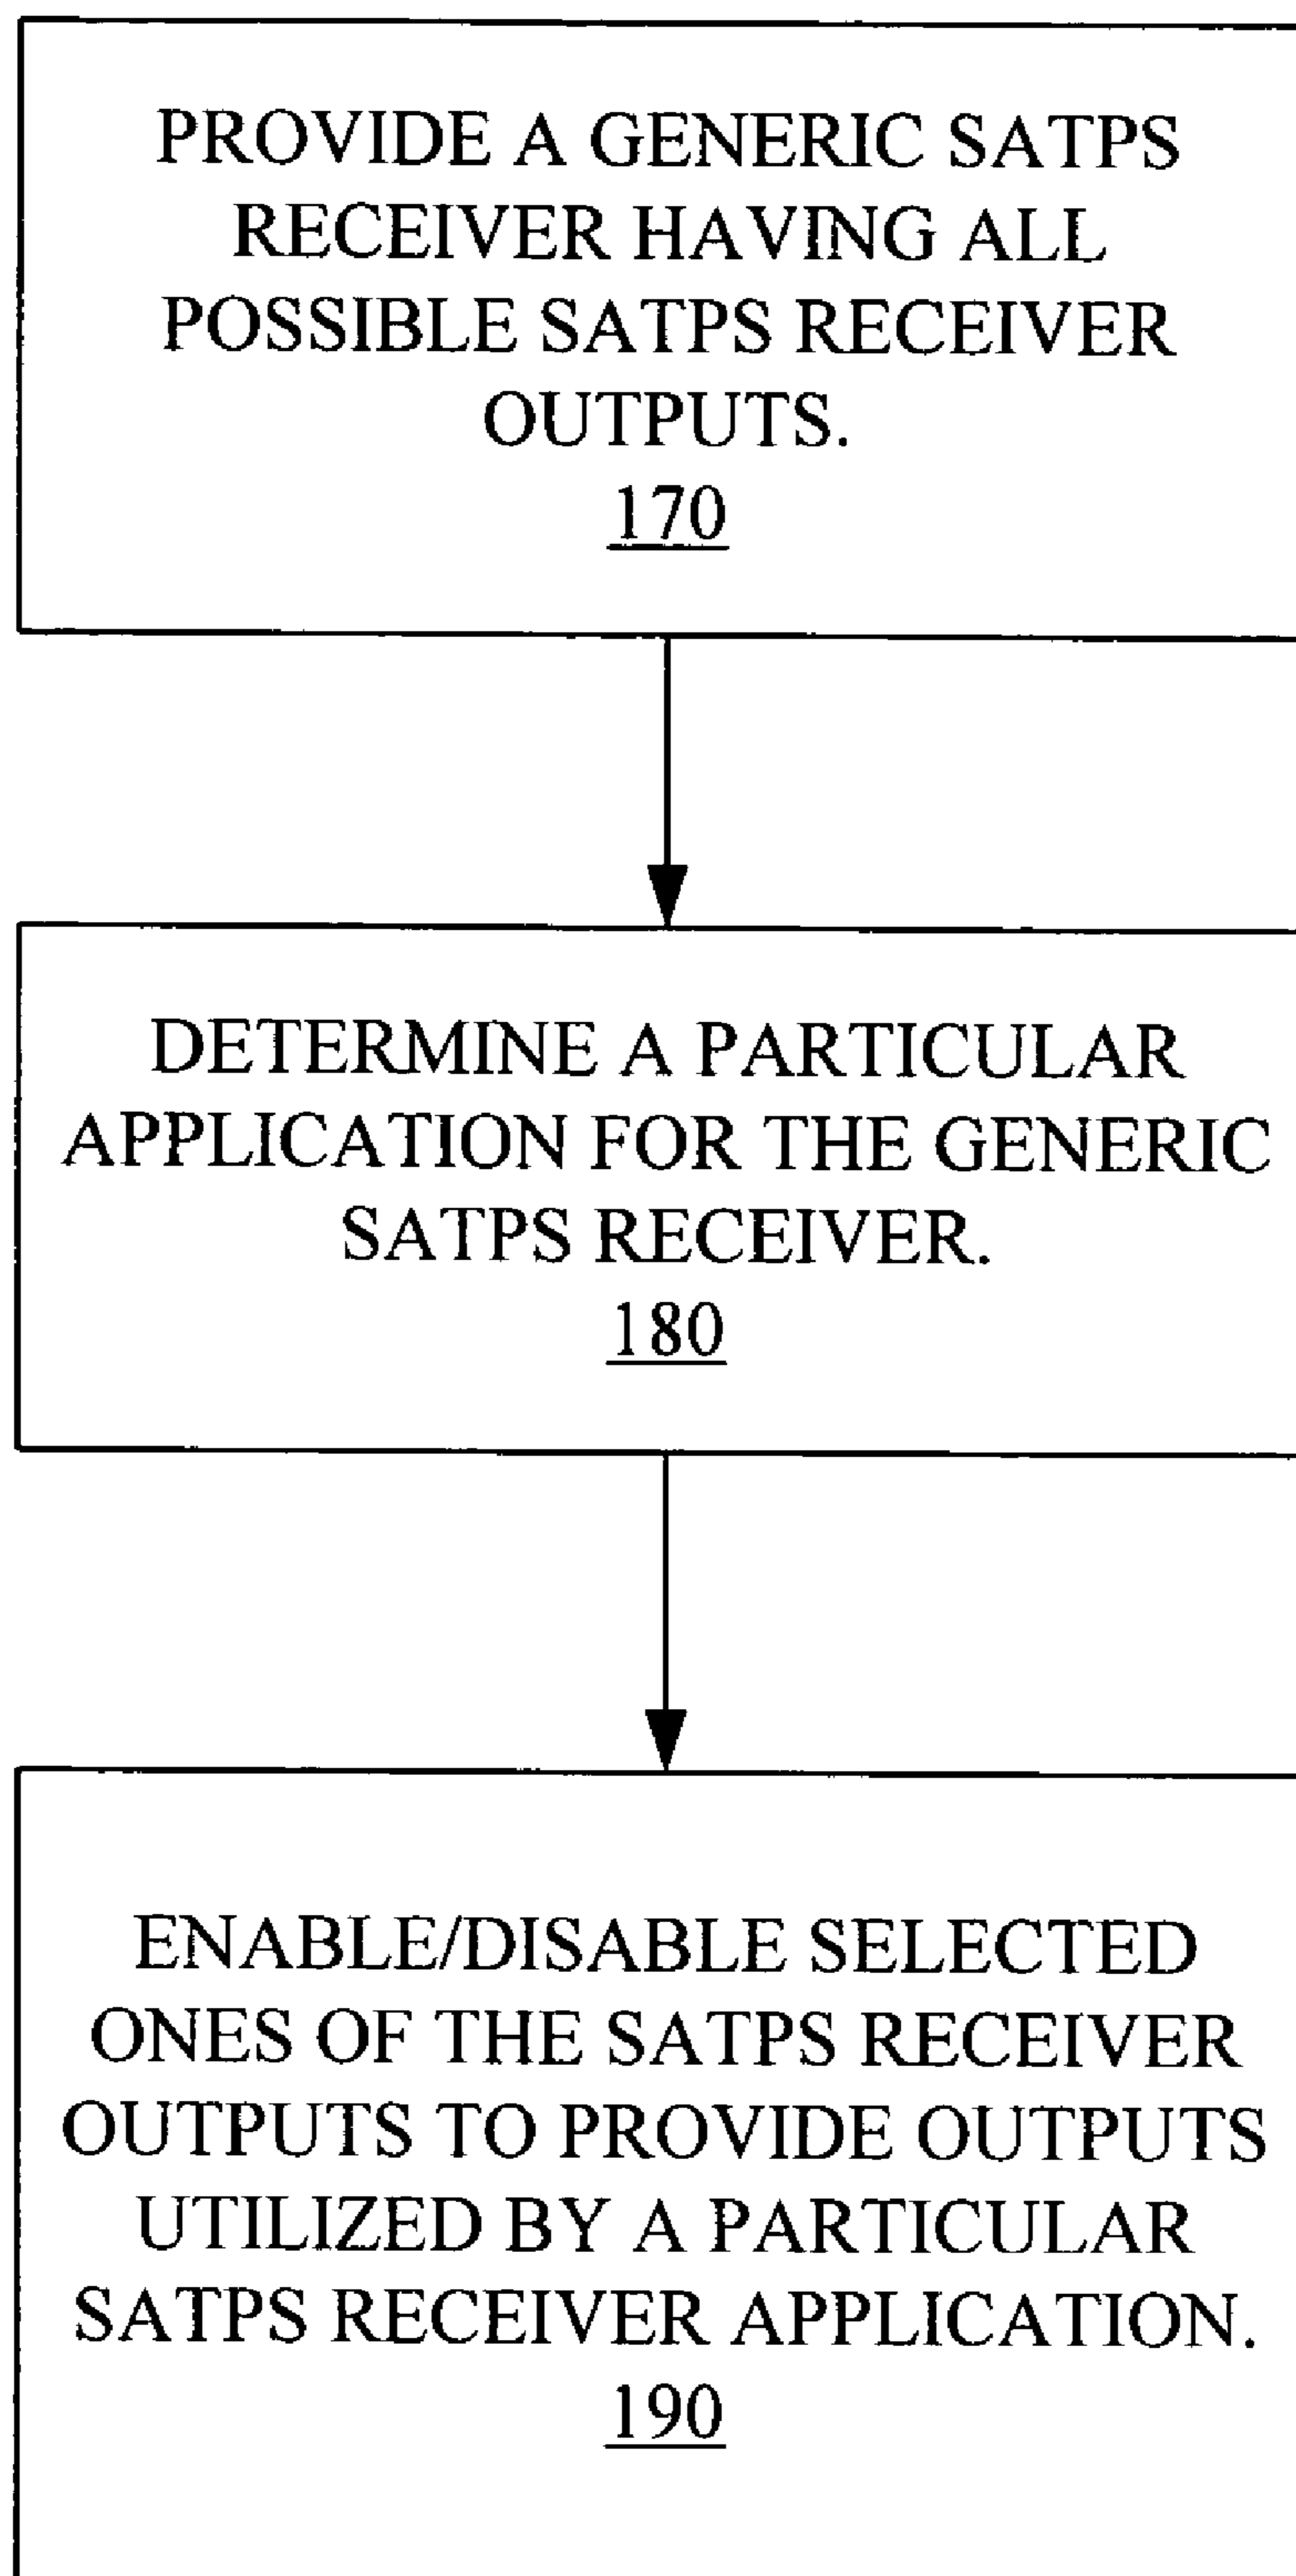 PROVIDE A GENERIC SATPS
RECEIVER HAVING ALL
POSSIBLE SATPS RECEIVER
OUTPUTS.
170
DETERMINE A PARTICULAR
APPLICATION FOR THE GENERIC
SATPS RECEIVER.
180
ENABLE/DISABLE SELECTED
ONES OF THE SATPS RECEIVER
OUTPUTS TO PROVIDE OUTPUTS
UTILIZED BY A PARTICULAR
SATPS RECEIVER APPLICATION.
190